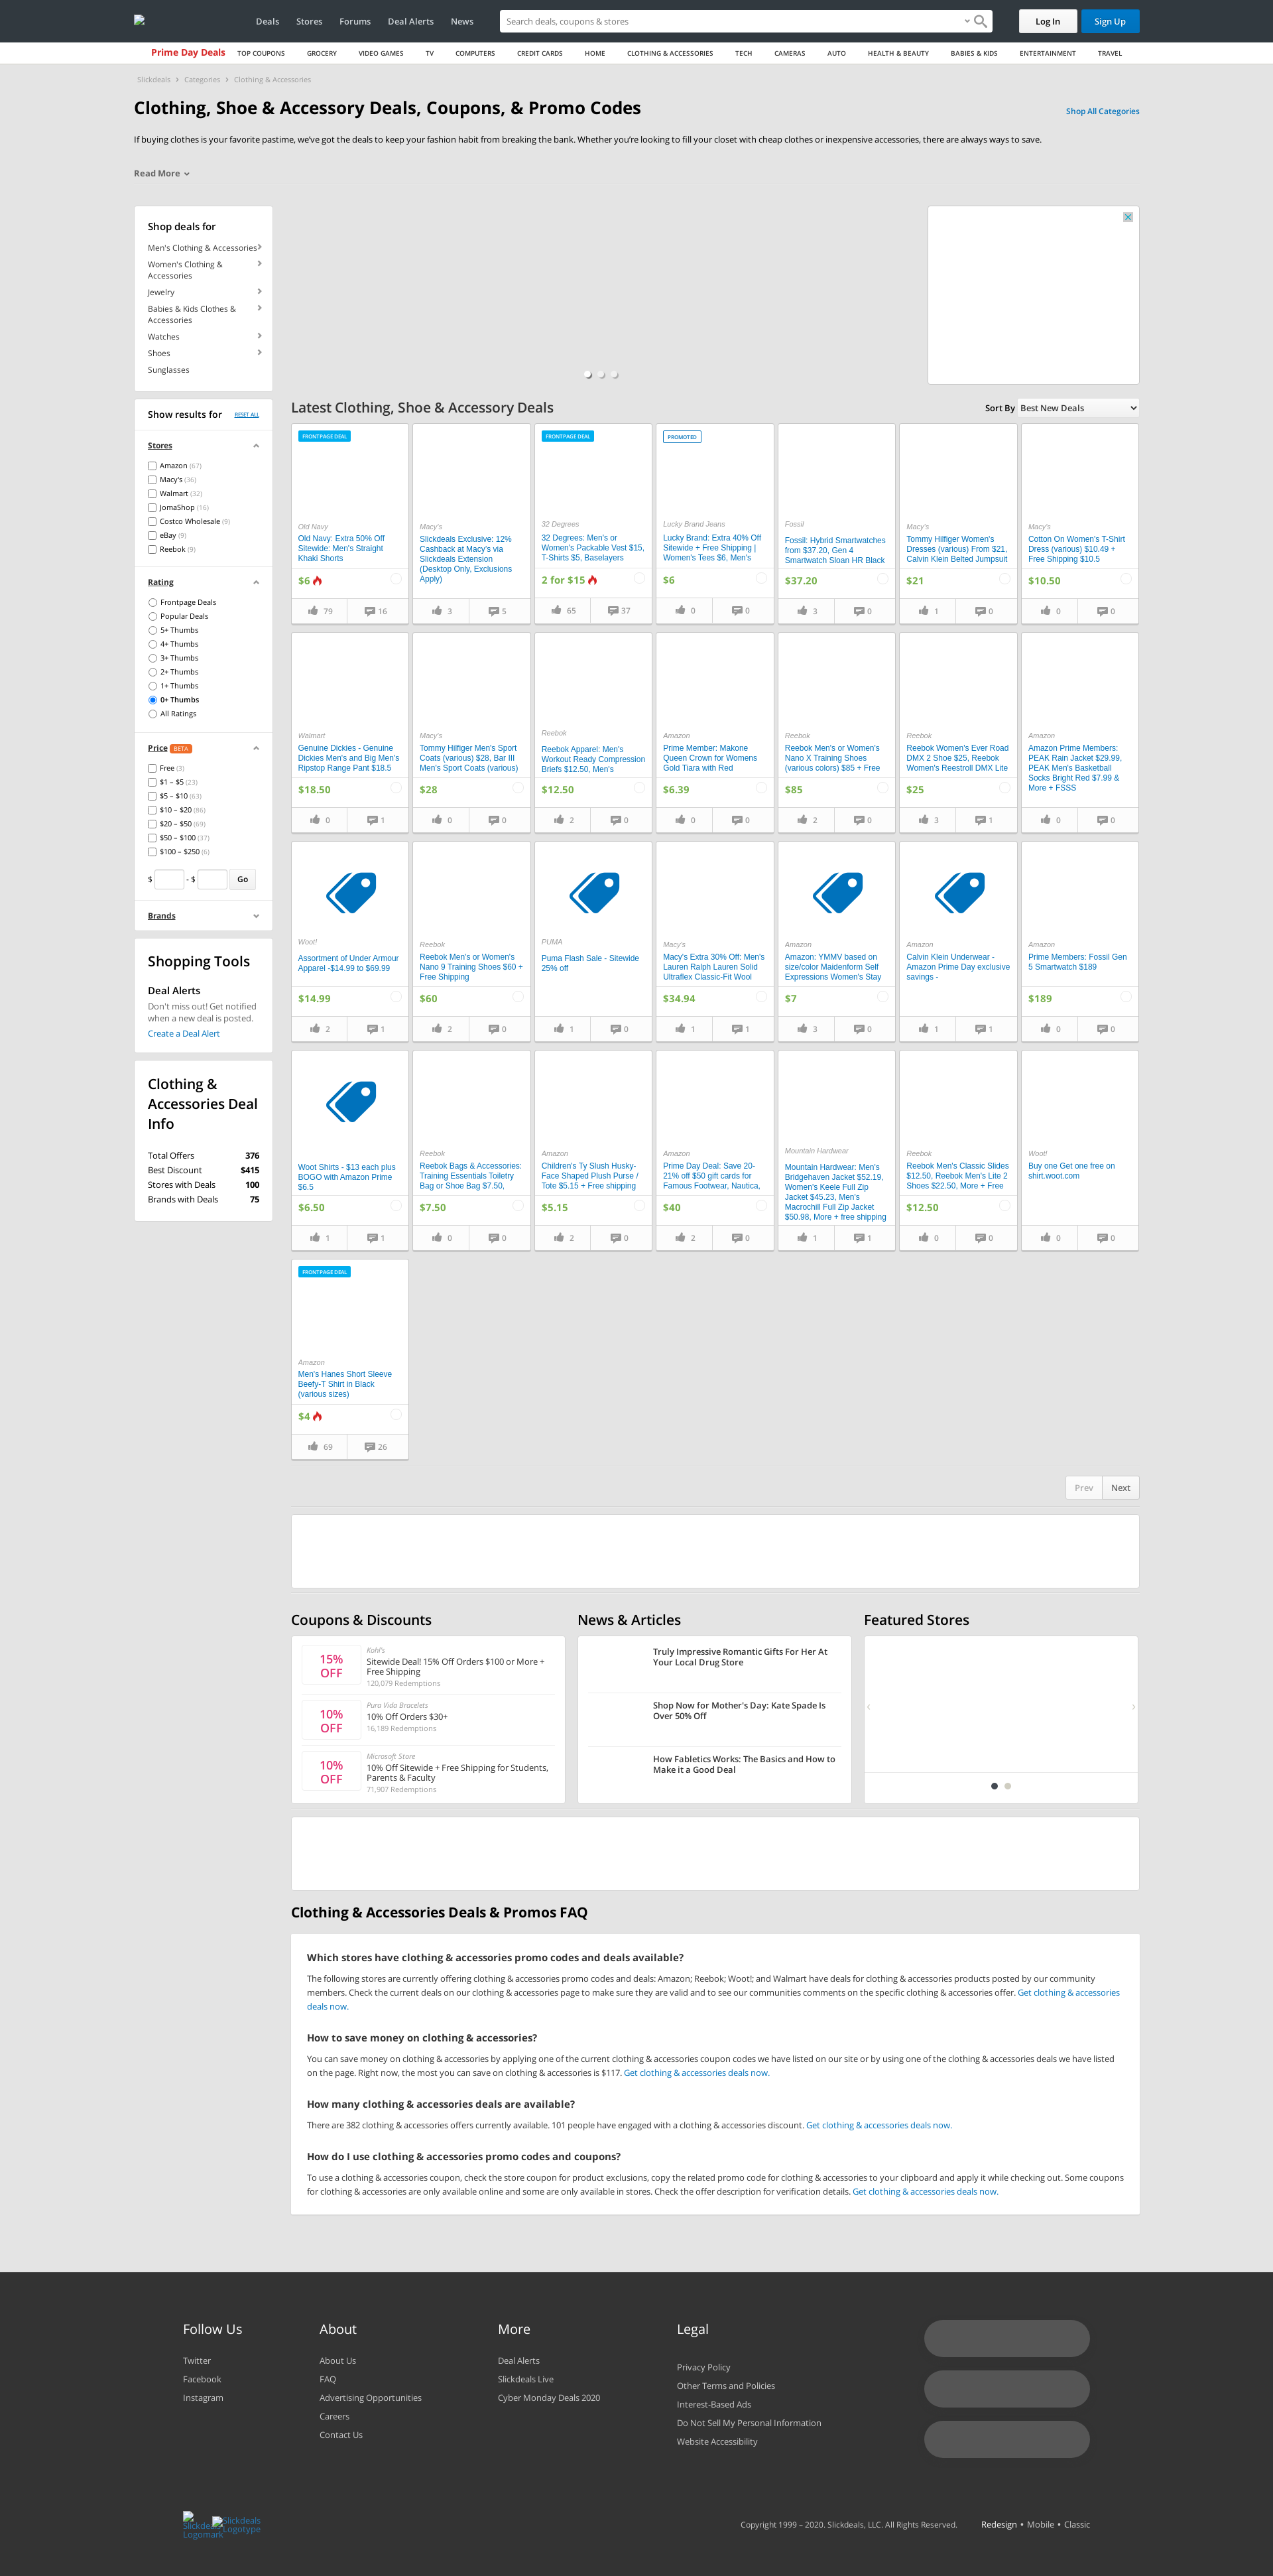 Deals Stores Forums Deal Alerts News
Search deals, coupons & stores
Log In
Sign Up
Prime Day Deals TOP COUPONS GROCERY VIDEO GAMES TV COMPUTERS CREDIT CARDS HOME CLOTHING & ACCESSORIES TECH CAMERAS AUTO HEALTH & BEAUTY BABIES & KIDS ENTERTAINMENT TRAVEL
Slickdeals > Categories > Clothing & Accessories
Clothing, Shoe & Accessory Deals, Coupons, & Promo Codes
Shop All Categories
If buying clothes is your favorite pastime, we've got the deals to keep your fashion habit from breaking the bank. Whether you're looking to fill your closet with cheap clothes or inexpensive accessories, there are always ways to save.
Read More
Shop deals for
Men's Clothing & Accessories
Women's Clothing &
Accessories
Jewelry
Babies & Kids Clothes &
Accessories
Watches
Shoes
Sunglasses
Show results for RESET ALL
Stores
Amazon (67)
Macy's (36)
Walmart (32)
JomaShop (16)
Costco Wholesale (9)
eBay (9)
Reebok (9)
Rating
Frontpage Deals
Popular Deals
5+ Thumbs
4+ Thumbs
3+ Thumbs
2+ Thumbs
1+ Thumbs
0+ Thumbs
All Ratings
Price BETA
Free (3)
$1 – $5 (23)
$5 – $10 (63)
$10 – $20 (86)
$20 – $50 (69)
$50 – $100 (37)
$100 – $250 (6)
$ - $ Go
Brands
Shopping Tools
Deal Alerts
Don't miss out! Get notified
when a new deal is posted.
Create a Deal Alert
Clothing &
Accessories Deal
Info
Total Offers 376
Best Discount $415
Stores with Deals 100
Brands with Deals 75
Latest Clothing, Shoe & Accessory Deals
Sort By Best New Deals
FRONTPAGE DEAL
Old Navy
Old Navy: Extra 50% Off
Sitewide: Men's Straight
Khaki Shorts
$6
79 16
Macy's
Slickdeals Exclusive: 12%
Cashback at Macy's via
Slickdeals Extension
(Desktop Only, Exclusions
Apply)
3 5
FRONTPAGE DEAL
32 Degrees
32 Degrees: Men's or
Women's Packable Vest $15,
T-Shirts $5, Baselayers
2 for $15
65 37
PROMOTED
Lucky Brand Jeans
Lucky Brand: Extra 40% Off
Sitewide + Free Shipping |
Women's Tees $6, Men's
$6
0 0
Fossil
Fossil: Hybrid Smartwatches
from $37.20, Gen 4
Smartwatch Sloan HR Black
$37.20
3 0
Macy's
Tommy Hilfiger Women's
Dresses (various) From $21,
Calvin Klein Belted Jumpsuit
$21
1 0
Macy's
Cotton On Women's T-Shirt
Dress (various) $10.49 +
Free Shipping $10.5
$10.50
0 0
Walmart
Genuine Dickies - Genuine
Dickies Men's and Big Men's
Ripstop Range Pant $18.5
$18.50
0 1
Macy's
Tommy Hilfiger Men's Sport
Coats (various) $28, Bar III
Men's Sport Coats (various)
$28
0 0
Reebok
Reebok Apparel: Men's
Workout Ready Compression
Briefs $12.50, Men's
$12.50
2 0
Amazon
Prime Member: Makone
Queen Crown for Womens
Gold Tiara with Red
$6.39
0 0
Reebok
Reebok Men's or Women's
Nano X Training Shoes
(various colors) $85 + Free
$85
2 0
Reebok
Reebok Women's Ever Road
DMX 2 Shoe $25, Reebok
Women's Reestroll DMX Lite
$25
3 1
Amazon
Amazon Prime Members:
PEAK Rain Jacket $29.99,
PEAK Men's Basketball
Socks Bright Red $7.99 &
More + FSSS
0 0
Woot!
Assortment of Under Armour
Apparel -$14.99 to $69.99
$14.99
2 1
Reebok
Reebok Men's or Women's
Nano 9 Training Shoes $60 +
Free Shipping
$60
2 0
PUMA
Puma Flash Sale - Sitewide
25% off
1 0
Macy's
Macy's Extra 30% Off: Men's
Lauren Ralph Lauren Solid
Ultraflex Classic-Fit Wool
$34.94
1 1
Amazon
Amazon: YMMV based on
size/color Maidenform Self
Expressions Women's Stay
$7
3 0
Amazon
Calvin Klein Underwear -
Amazon Prime Day exclusive
savings -
1 1
Amazon
Prime Members: Fossil Gen
5 Smartwatch $189
$189
0 0
Woot Shirts - $13 each plus
BOGO with Amazon Prime
$6.5
$6.50
1 1
Reebok
Reebok Bags & Accessories:
Training Essentials Toiletry
Bag or Shoe Bag $7.50,
$7.50
0 0
Amazon
Children's Ty Slush Husky-
Face Shaped Plush Purse /
Tote $5.15 + Free shipping
$5.15
2 0
Amazon
Prime Day Deal: Save 20-
21% off $50 gift cards for
Famous Footwear, Nautica,
$40
2 0
Mountain Hardwear
Mountain Hardwear: Men's
Bridgehaven Jacket $52.19,
Women's Keele Full Zip
Jacket $45.23, Men's
Macrochill Full Zip Jacket
$50.98, More + free shipping
1 1
Reebok
Reebok Men's Classic Slides
$12.50, Reebok Men's Lite 2
Shoes $22.50, More + Free
$12.50
0 0
Woot!
Buy one Get one free on
shirt.woot.com
0 0
FRONTPAGE DEAL
Amazon
Men's Hanes Short Sleeve
Beefy-T Shirt in Black
(various sizes)
$4
69 26
Prev Next
Coupons & Discounts
15%
OFF
Kohl's
Sitewide Deal! 15% Off Orders $100 or More +
Free Shipping
120,079 Redemptions
10%
OFF
Pura Vida Bracelets
10% Off Orders $30+
16,189 Redemptions
10%
OFF
Microsoft Store
10% Off Sitewide + Free Shipping for Students,
Parents & Faculty
71,907 Redemptions
News & Articles
Truly Impressive Romantic Gifts For Her At
Your Local Drug Store
Shop Now for Mother's Day: Kate Spade Is
Over 50% Off
How Fabletics Works: The Basics and How to
Make it a Good Deal
Featured Stores
Clothing & Accessories Deals & Promos FAQ
Which stores have clothing & accessories promo codes and deals available?
The following stores are currently offering clothing & accessories promo codes and deals: Amazon; Reebok; Woot!; and Walmart have deals for clothing & accessories products posted by our community
members. Check the current deals on our clothing & accessories page to make sure they are valid and to see our communities comments on the specific clothing & accessories offer. Get clothing & accessories
deals now.
How to save money on clothing & accessories?
You can save money on clothing & accessories by applying one of the current clothing & accessories coupon codes we have listed on our site or by using one of the clothing & accessories deals we have listed
on the page. Right now, the most you can save on clothing & accessories is $117. Get clothing & accessories deals now.
How many clothing & accessories deals are available?
There are 382 clothing & accessories offers currently available. 101 people have engaged with a clothing & accessories discount. Get clothing & accessories deals now.
How do I use clothing & accessories promo codes and coupons?
To use a clothing & accessories coupon, check the store coupon for product exclusions, copy the related promo code for clothing & accessories to your clipboard and apply it while checking out. Some coupons
for clothing & accessories are only available online and some are only available in stores. Check the offer description for verification details. Get clothing & accessories deals now.
Follow Us
Twitter
Facebook
Instagram
About
About Us
FAQ
Advertising Opportunities
Careers
Contact Us
More
Deal Alerts
Slickdeals Live
Cyber Monday Deals 2020
Legal
Privacy Policy
Other Terms and Policies
Interest-Based Ads
Do Not Sell My Personal Information
Website Accessibility
Slickdeals
Logomark
Slickdeals
Logotype
Copyright 1999 – 2020. Slickdeals, LLC. All Rights Reserved.
Redesign • Mobile • Classic